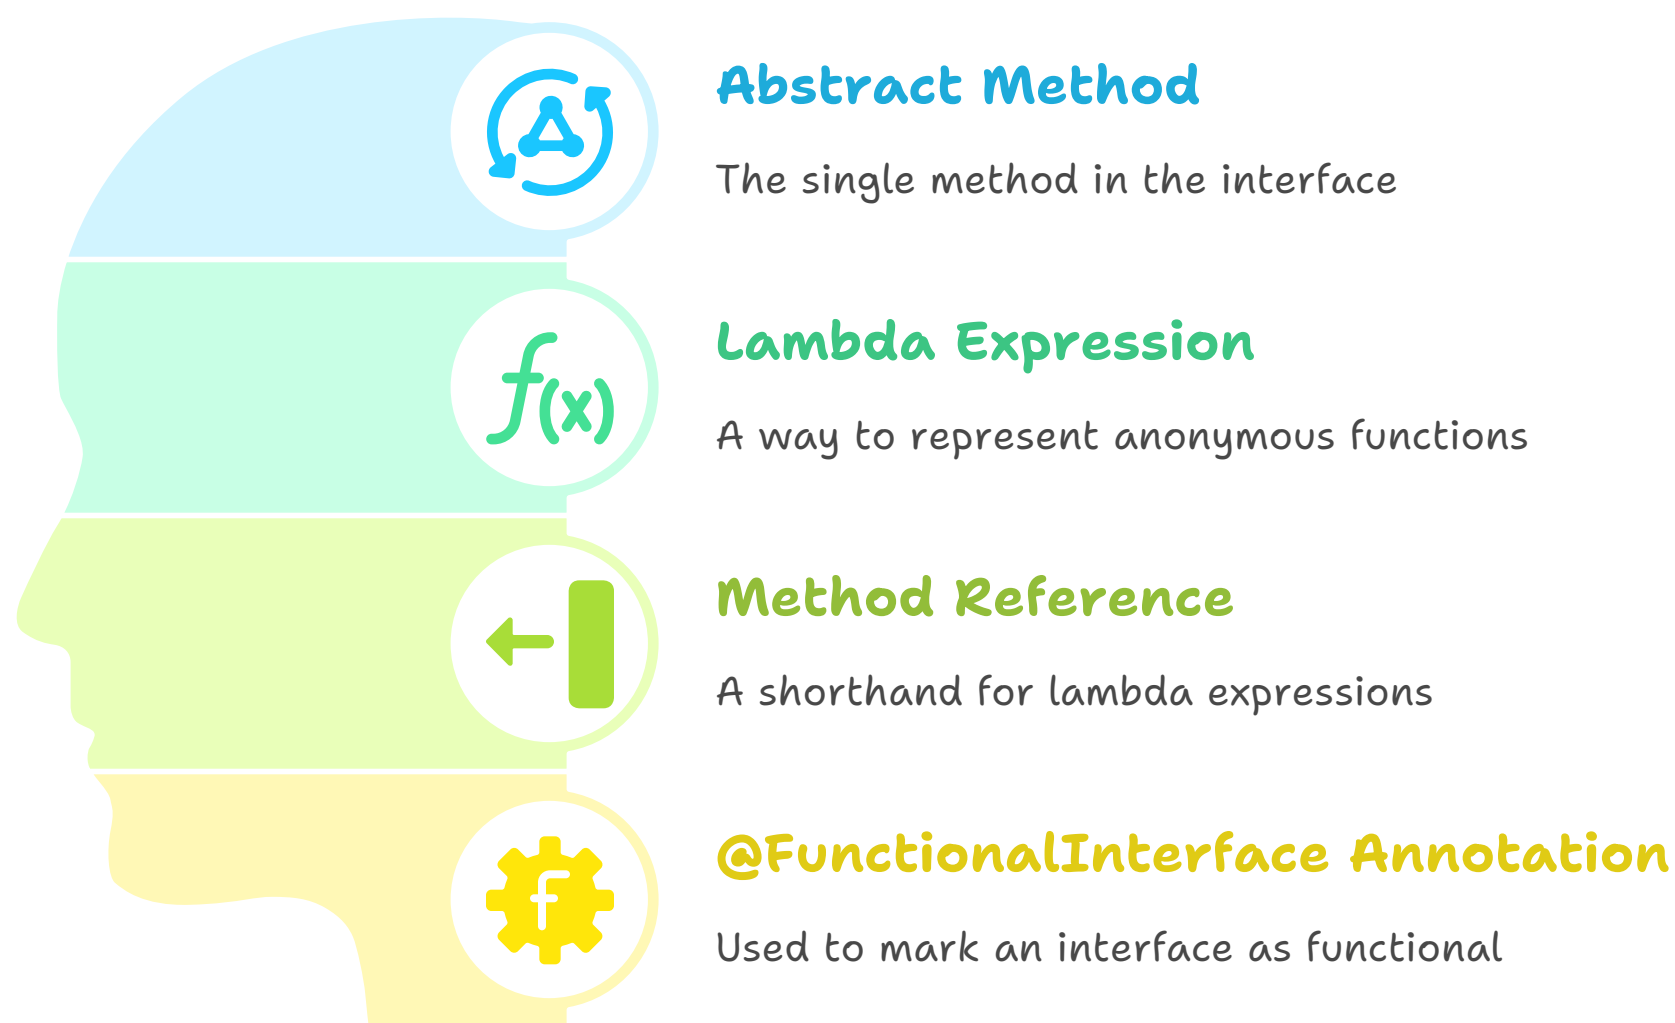 Abstract Method
The single method in the interface
f(x)
Lambda Expression
A way to represent anonymous functions
Method Reference
A shorthand for lambda expressions
f
@FunctionalInterface Annotation
Used to mark an interface as functional